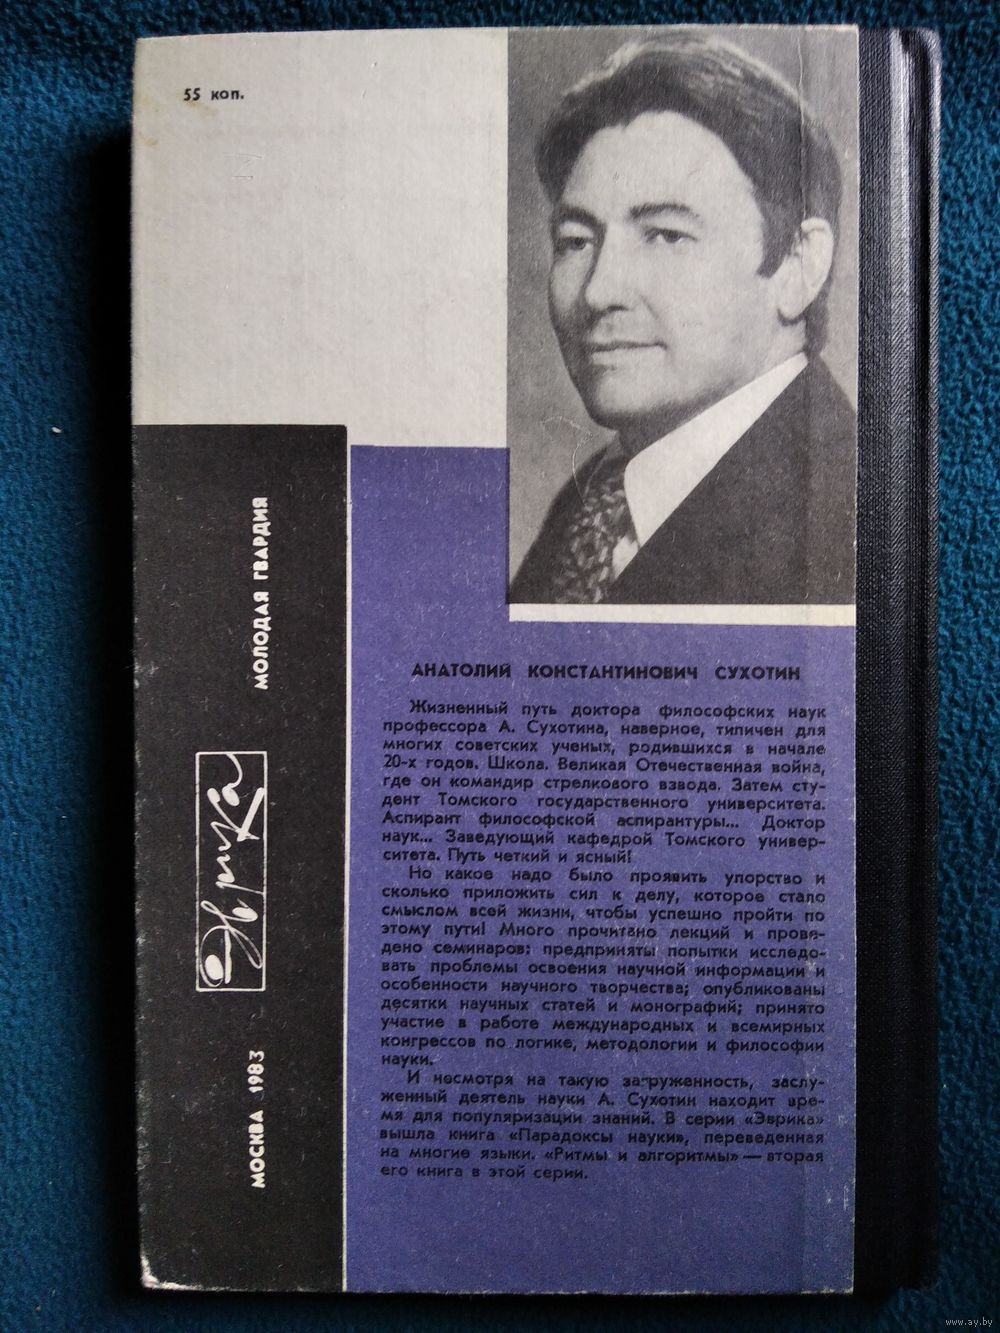 55 коп.
МОЛОДАЯ ГВАРДИЯ
Эврика
МОСКВА 1983
АНАТОЛИЙ КОНСТАНТИНОВИЧ СУХОТИН
Жизненный путь доктора философских наук
профессора А. Сухотина, наверное, типичен для
многих советских ученых, родившихся в начале
20-х годов. Школа. Великая Отечественная война,
где он командир стрелкового взвода. Затем сту-
дент Томского государственного университета.
Аспирант философской аспирантуры... Доктор
наук... Заведующий кафедрой Томского универ-
ситета. Путь четкий и ясный!
Но какое надо было проявить упорство и
сколько приложить сил к делу, которое стало
смыслом всей жизни, чтобы успешно пройти по
этому пути! Много прочитано лекций и прове-
дено семинаров: предприняты попытки исследо-
вать проблемы освоения научной информации и
особенности научного творчества; опубликованы
десятки научных статей и монографий; принято
участие в работе международных и всемирных
конгрессов по логике, методологии и философии
науки.
И несмотря на такую загруженность, заслу-
женный деятель науки А. Сухотин находит вре-
мя для популяризации знаний. В серии «Эврика»
вышла книга «Парадоксы науки», переведенная
на многие языки. «Ритмы и алгоритмы» — вторая
его книга в этой серии.
www.ay.by